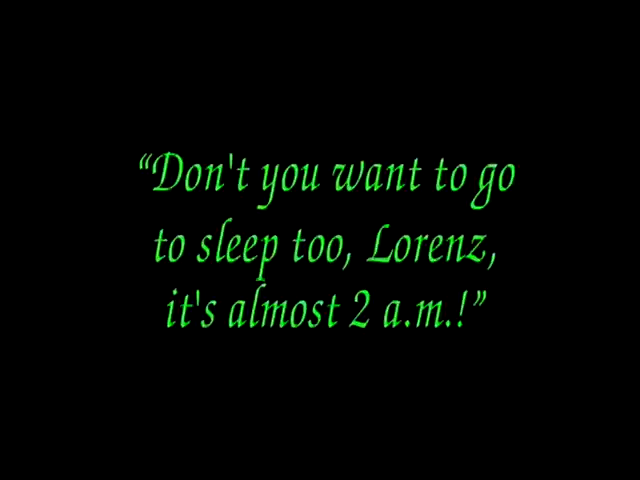 “Don't you want to go
to sleep too, Lorenz,
it's almost 2 a.m.!”